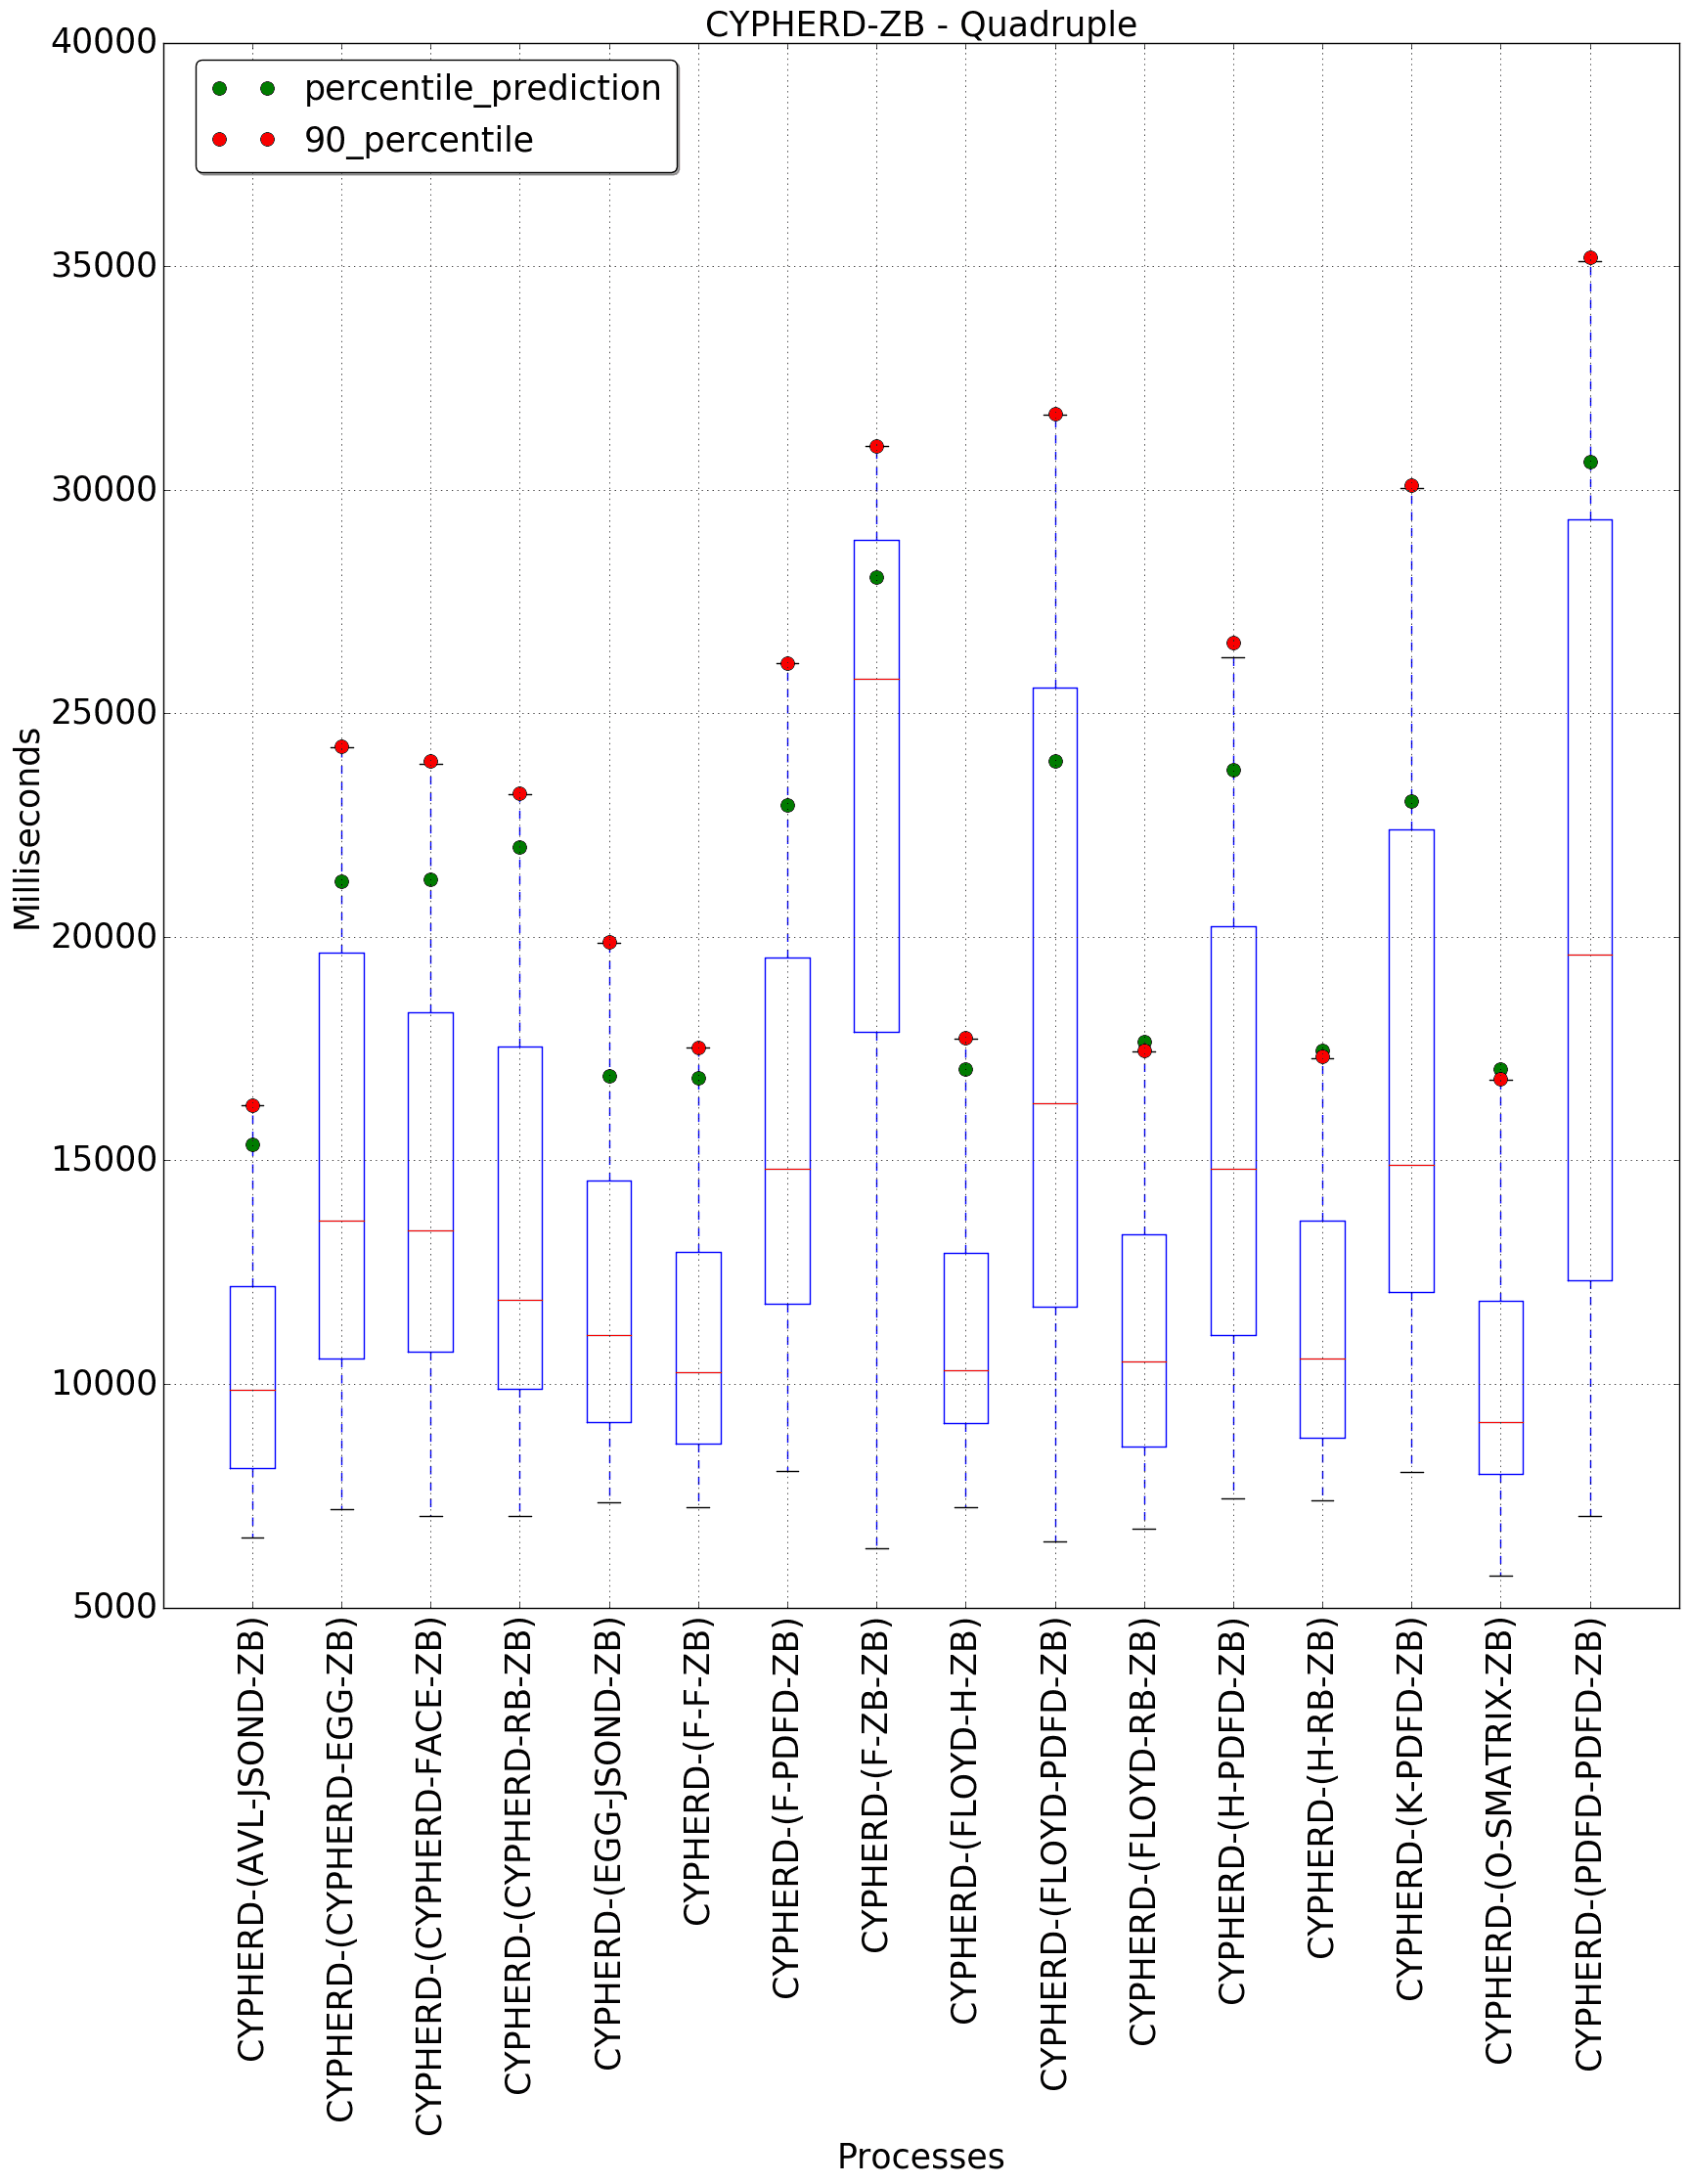 CYPHERD-ZB - Quadruple
percentile_prediction
90_percentile
40000
35000
30000
25000
20000
15000
10000
5000
Milliseconds
CYPHERD-(AVL-JSOND-ZB)
CYPHERD-(CYPHERD-EGG-ZB)
CYPHERD-(CYPHERD-FACE-ZB)
CYPHERD-(CYPHERD-RB-ZB)
CYPHERD-(EGG-JSOND-ZB)
CYPHERD-(F-F-ZB)
CYPHERD-(F-PDFD-ZB)
CYPHERD-(F-ZB-ZB)
CYPHERD-(FLOYD-H-ZB)
CYPHERD-(FLOYD-PDFD-ZB)
CYPHERD-(FLOYD-RB-ZB)
CYPHERD-(H-PDFD-ZB)
CYPHERD-(H-RB-ZB)
CYPHERD-(K-PDFD-ZB)
CYPHERD-(O-SMATRIX-ZB)
CYPHERD-(PDFD-PDFD-ZB)
Processes